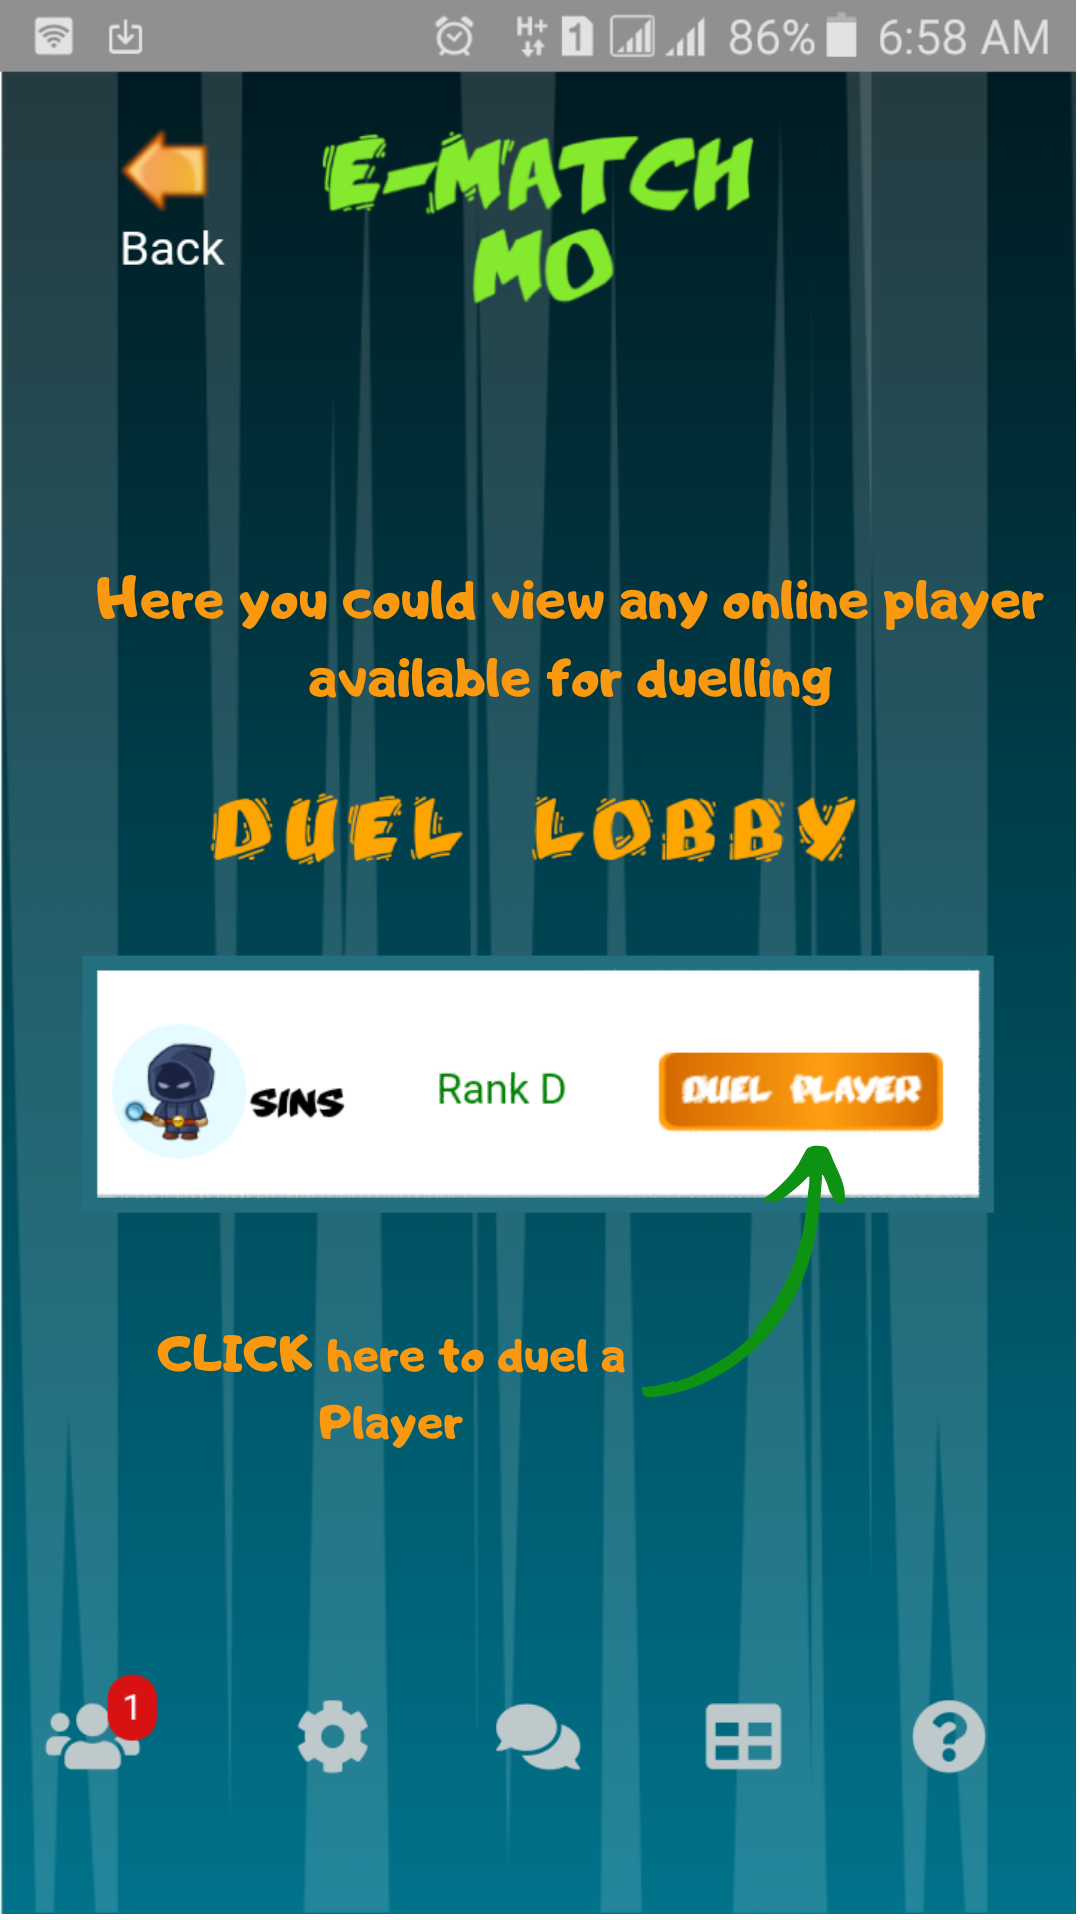 H+ 1 86% 6:58 AM
E-MATCH
MO
Back
Here you could view any online player
available for duelling
DUEL LOBBY
SINS Rank D DUEL PLAYER
CLICK here to duel a
Player
1
?